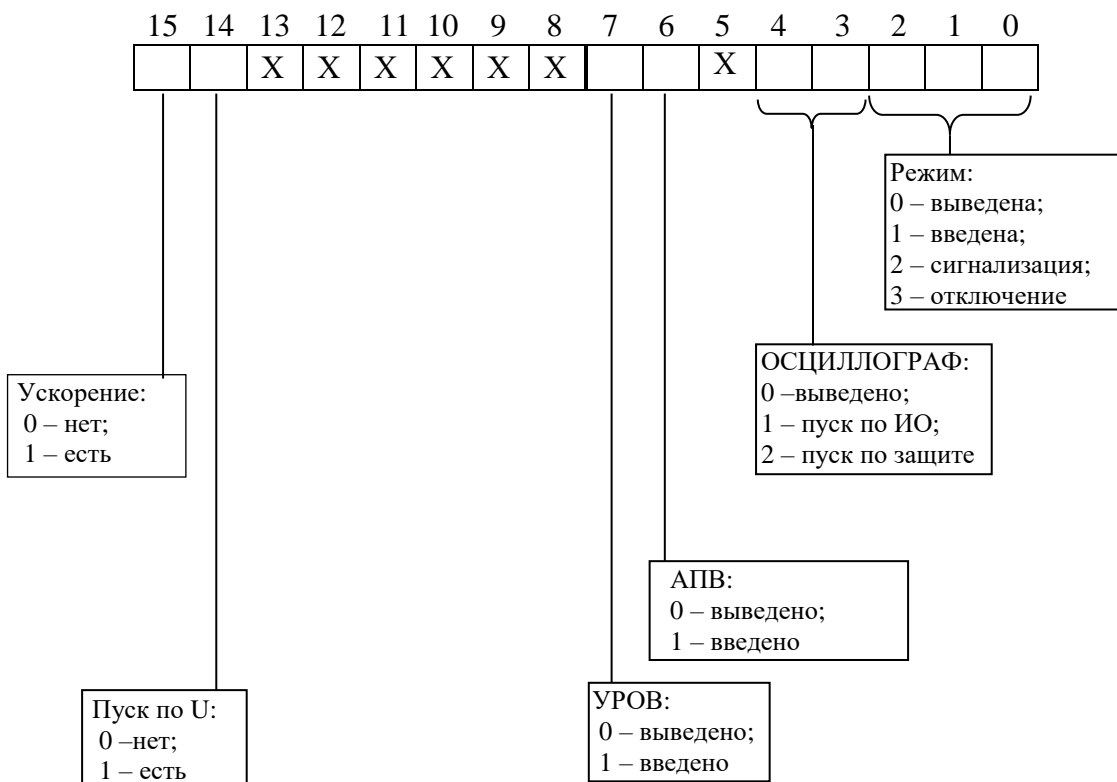 15 14 13 12 11 10 9 8 7 6 5 4 3 2 1 0
X X X X X X X
Режим:
0 – выведена;
1 – введена;
2 – сигнализация;
3 – отключение
ОСЦИЛЛОГРАФ:
0 –выведено;
1 – пуск по ИО;
2 – пуск по защите
Ускорение:
0 – нет;
1 – есть
АПВ:
0 – выведено;
1 – введено
УРОВ:
0 – выведено;
1 – введено
Пуск по U:
0 –нет;
1 – есть